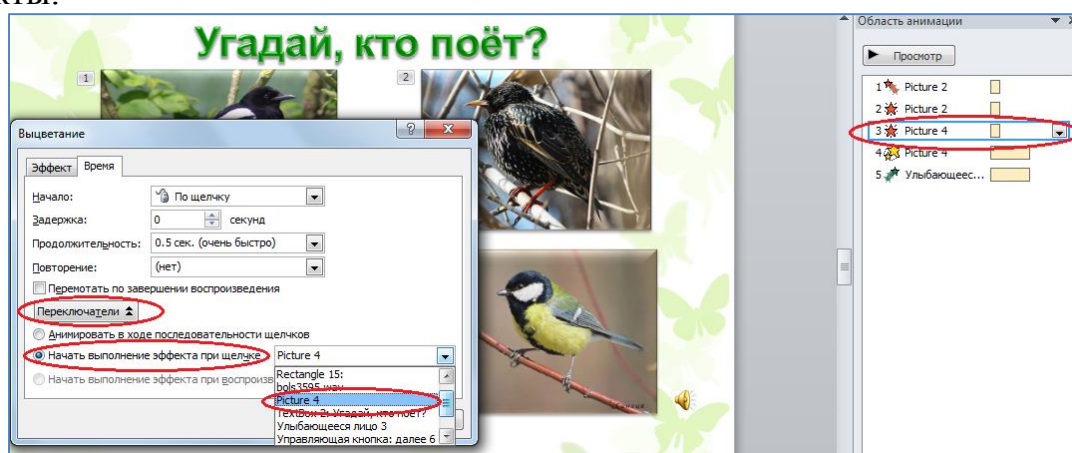 кты.
Угадай, кто поёт?
1
2
Выцветание
Эффект
Время
Начало:
По щелчку
Задержка:
0
секунд
Продолжительность:
0.5 сек. (очень быстро)
Повторение:
(нет)
Перемотать по завершении воспроизведения
Переключатели
Анимировать в ходе последовательности щелчков
Начать выполнение эффекта при щелчке
Picture 4
Начать выполнение эффекта при воспроизв
Rectangle 15:
bols3595.wav
Picture 4
TextBox 2: Угадай, кто поёт?
Улыбающееся лицо 3
Управляющая кнопка: далее 6
Область анимации
Просмотр
1 Picture 2
2 Picture 2
3 Picture 4
4 Picture 4
5 Улыбающеес...